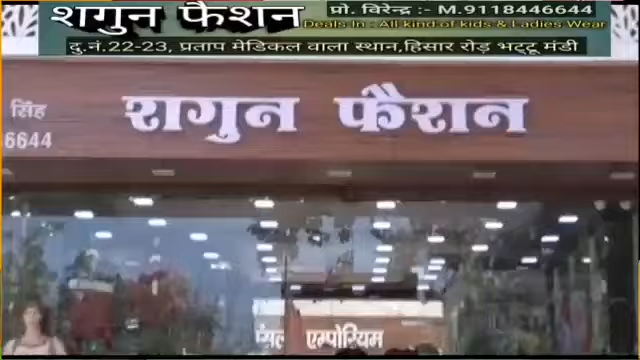 शगुन फैशन
प्रो. विरेन्द्र :- M.9118446644
Deals In : All kind of kids & Ladies Wear
दु.नं.22-23, प्रताप मेडिकल वाला स्थान,हिसार रोड़ भट्टू मंडी
सिंह
6644
शगुन फैशन
एम्पोरियम